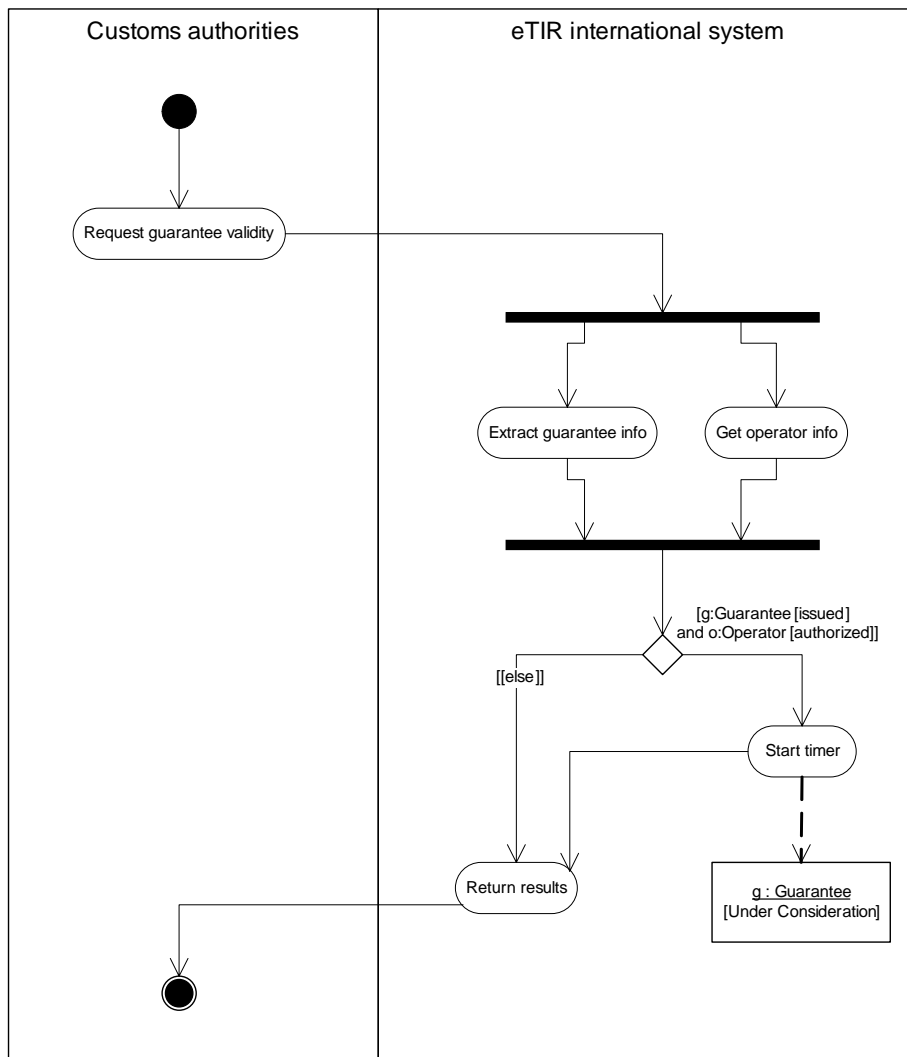 Customs authorities
eTIR international system
Request guarantee validity
Extract guarantee info
Get operator info
[g:Guarantee [issued]
and o:Operator [authorized]]
[[else]]
Start timer
Return results
g : Guarantee
[Under Consideration]